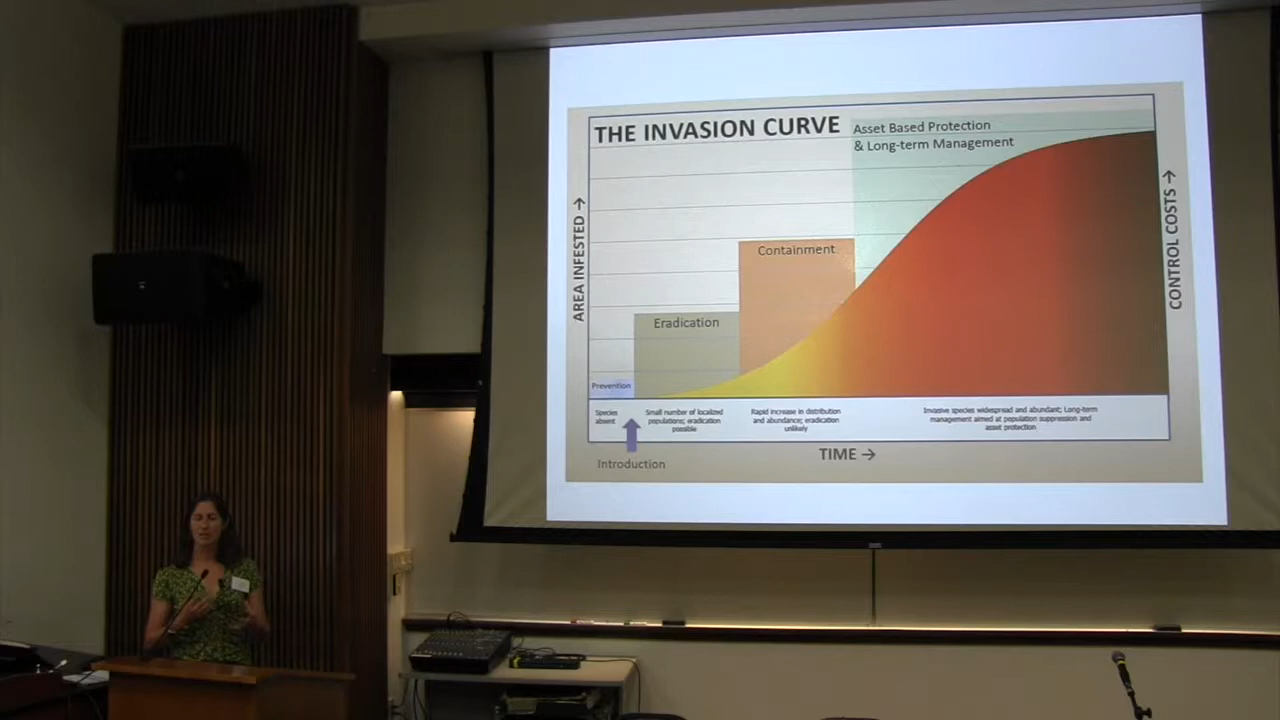 THE INVASION CURVE
Asset Based Protection
& Long-term Management
AREA INFESTED →
CONTROL COSTS →
Containment
Eradication
Prevention
Species
absent
Small number of localized
populations; eradication
possible
Rapid increase in distribution
and abundance; eradication
unlikely
Invasive species widespread and abundant; Long-term
management aimed at population suppression and
asset protection
Introduction
TIME →